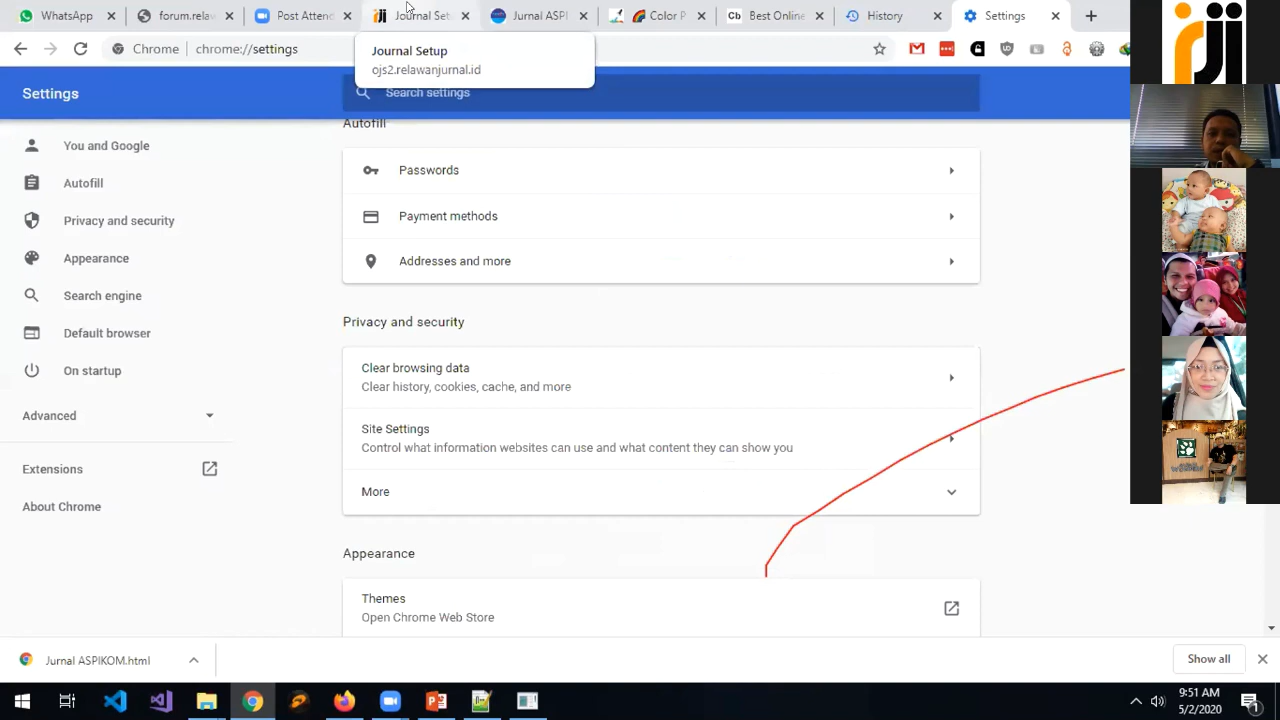 WhatsApp
forum.relaw
Post Attend
Journal Set
Jurnal ASPI
Color P
Best Online
History
Settings
Chrome
chrome://settings
Journal Setup
ojs2.relawanjurnal.id
Settings
Search settings
You and Google
Autofill
Privacy and security
Appearance
Search engine
Default browser
On startup
Advanced
Extensions
About Chrome
Autofill
Passwords
Payment methods
Addresses and more
Privacy and security
Clear browsing data
Clear history, cookies, cache, and more
Site Settings
Control what information websites can use and what content they can show you
More
Appearance
Themes
Open Chrome Web Store
Jurnal ASPIKOM.html
Show all
9:51 AM
5/2/2020